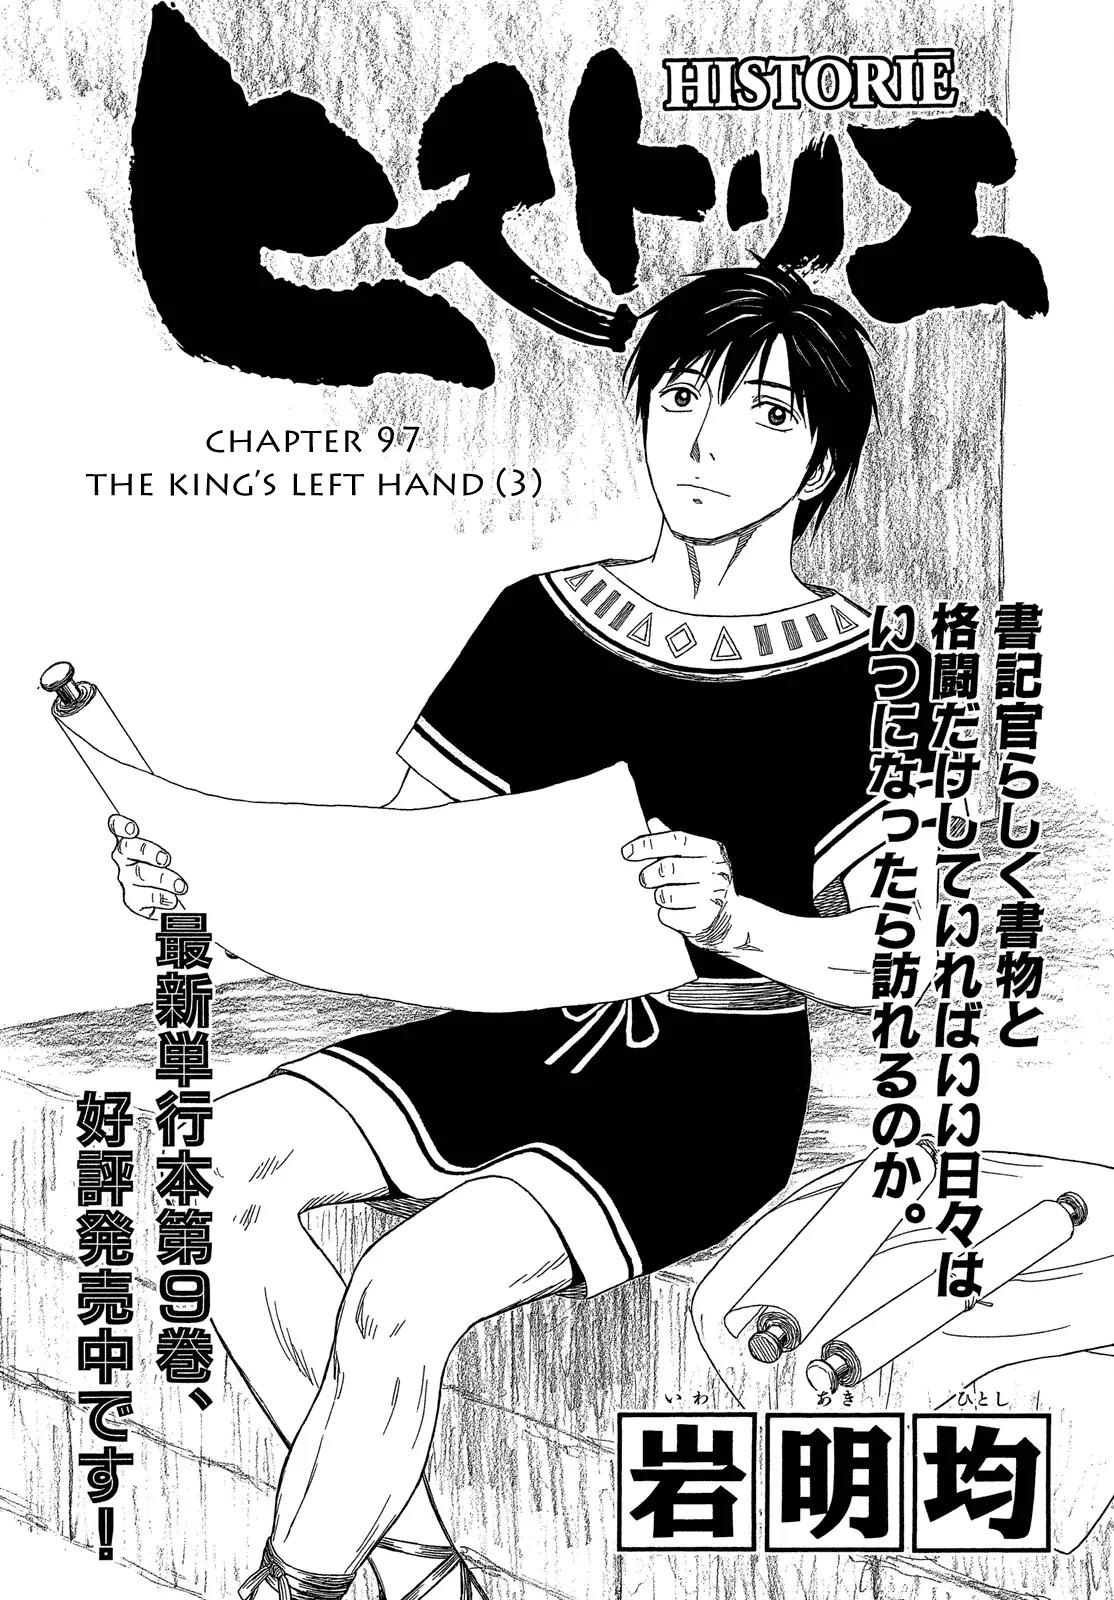 HISTORIĒ
ヒストリエ
CHAPTER 97
THE KING'S LEFT HAND (3)
書記官らしく書物と
格闘だけしていればいい日々は
いつになったら訪れるのか。
最新単行本第9巻、
好評発売中です!
いわ あき ひとし
岩明均